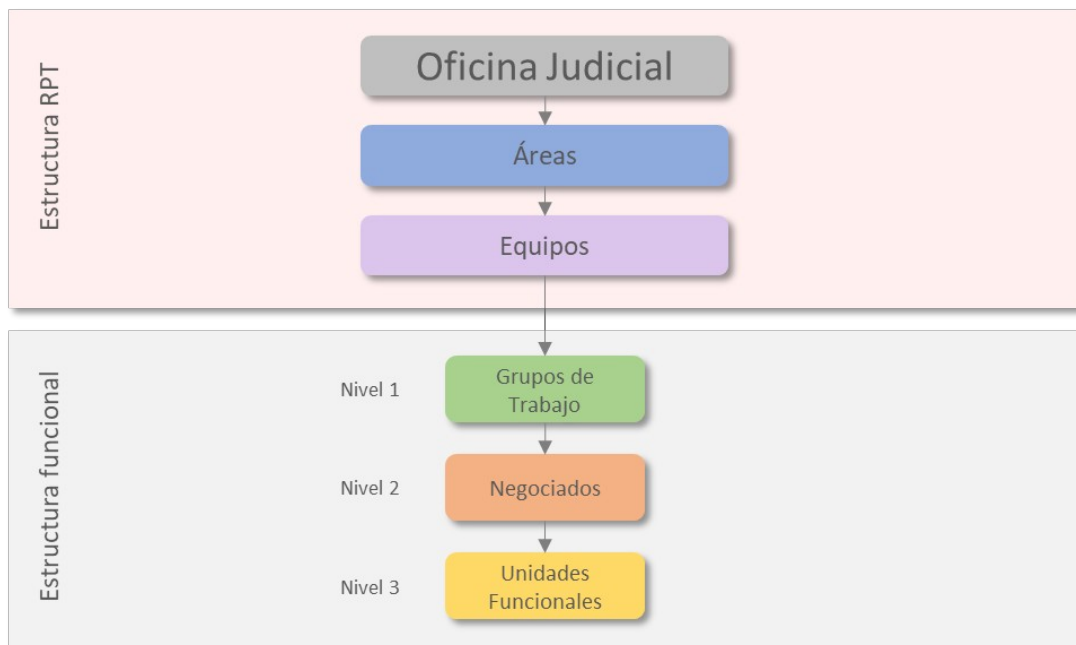 Estructura RPT
Oficina Judicial
Áreas
Equipos
Estructura funcional
Nivel 1
Grupos de
Trabajo
Nivel 2
Negociados
Nivel 3
Unidades
Funcionales